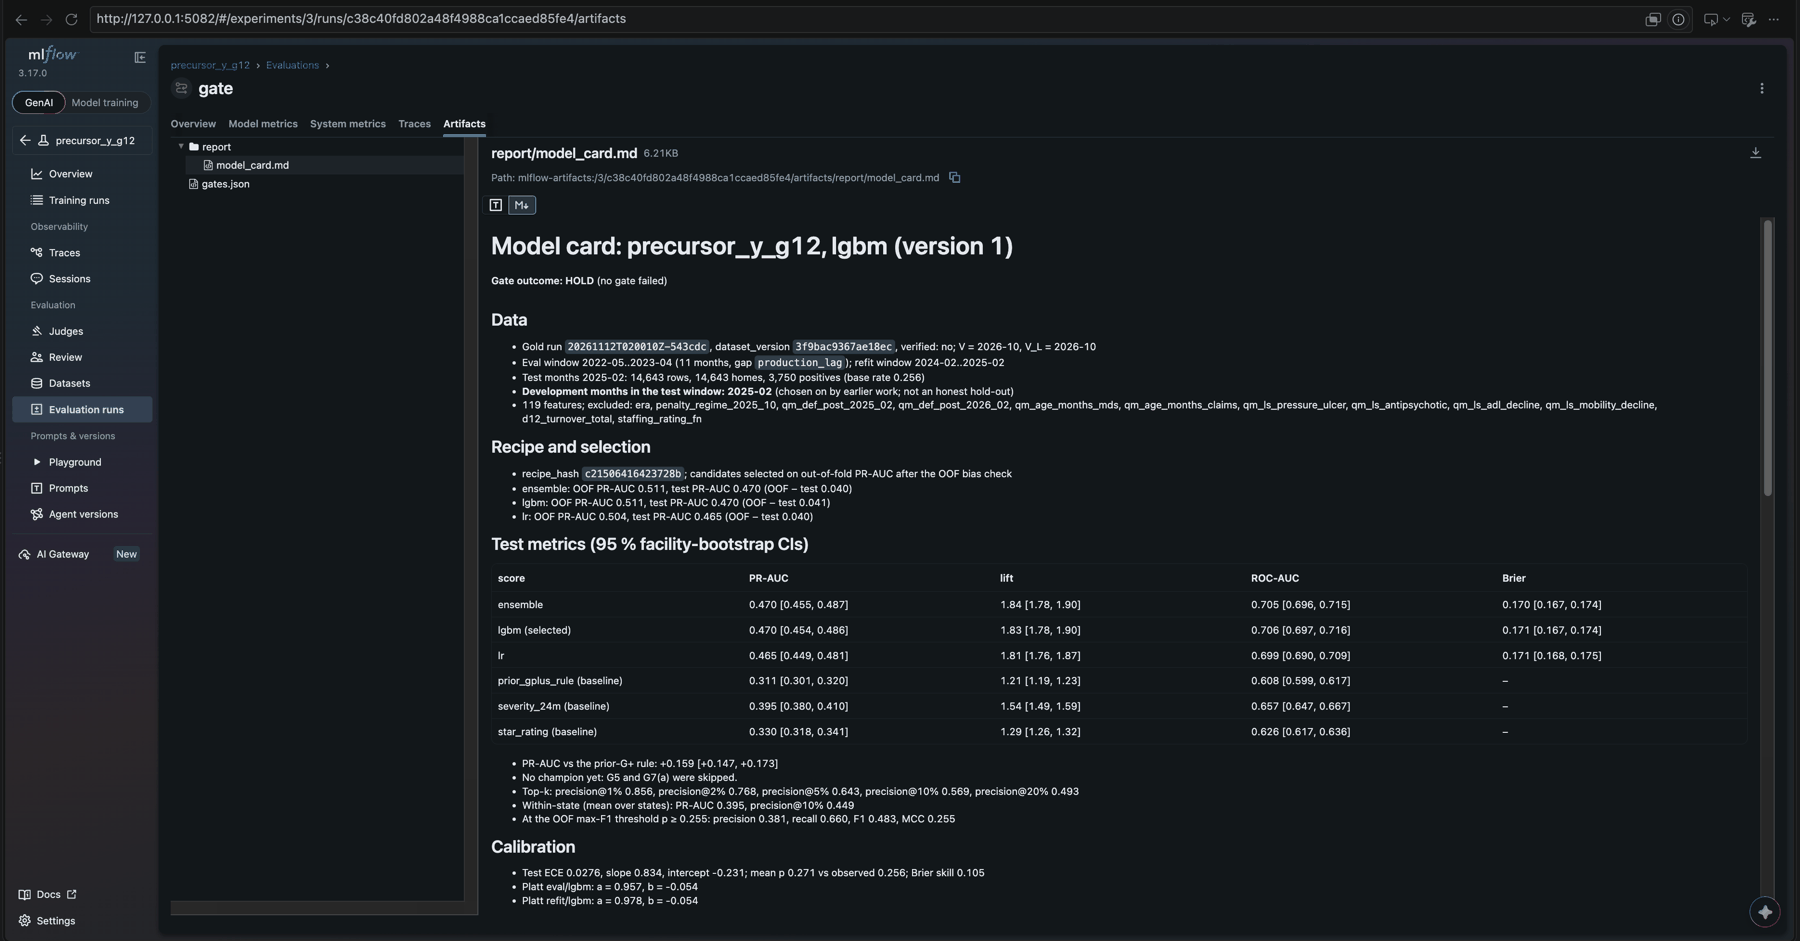 http://127.0.0.1:5082/#/experiments/3/runs/c38c40fd802a48f4988ca1ccaed85fe4/artifacts
mlflow
3.17.0
GenAI
Model training
precursor_y_g12
Overview
Training runs
Observability
Traces
Sessions
Evaluation
Judges
Review
Datasets
Evaluation runs
Prompts & versions
Playground
Prompts
Agent versions
AI Gateway New
Docs
Settings
precursor_y_g12 › Evaluations ›
gate
Overview Model metrics System metrics Traces Artifacts
report
model_card.md
gates.json
report/model_card.md 6.21KB
Path: mlflow-artifacts:/3/c38c40fd802a48f4988ca1ccaed85fe4/artifacts/report/model_card.md
T M↓
Model card: precursor_y_g12, lgbm (version 1)
Gate outcome: HOLD (no gate failed)
Data
• Gold run 20261112T020010Z-543cdc, dataset_version 3f9bac9367ae18ec, verified: no; V = 2026-10, V_L = 2026-10
• Eval window 2022-05..2023-04 (11 months, gap production_lag); refit window 2024-02..2025-02
• Test months 2025-02: 14,643 rows, 14,643 homes, 3,750 positives (base rate 0.256)
• Development months in the test window: 2025-02 (chosen on by earlier work; not an honest hold-out)
• 119 features; excluded: era, penalty_regime_2025_10, qm_def_post_2025_02, qm_def_post_2026_02, qm_age_months_mds, qm_age_months_claims, qm_ls_pressure_ulcer, qm_ls_antipsychotic, qm_ls_adl_decline, qm_ls_mobility_decline,
d12_turnover_total, staffing_rating_fn
Recipe and selection
• recipe_hash c21506416423728b; candidates selected on out-of-fold PR-AUC after the OOF bias check
• ensemble: OOF PR-AUC 0.511, test PR-AUC 0.470 (OOF – test 0.040)
• lgbm: OOF PR-AUC 0.511, test PR-AUC 0.470 (OOF – test 0.041)
• lr: OOF PR-AUC 0.504, test PR-AUC 0.465 (OOF – test 0.040)
Test metrics (95 % facility-bootstrap CIs)
score PR-AUC lift ROC-AUC Brier
ensemble 0.470 [0.455, 0.487] 1.84 [1.78, 1.90] 0.705 [0.696, 0.715] 0.170 [0.167, 0.174]
lgbm (selected) 0.470 [0.454, 0.486] 1.83 [1.78, 1.90] 0.706 [0.697, 0.716] 0.171 [0.167, 0.174]
lr 0.465 [0.449, 0.481] 1.81 [1.76, 1.87] 0.699 [0.690, 0.709] 0.171 [0.168, 0.175]
prior_gplus_rule (baseline) 0.311 [0.301, 0.320] 1.21 [1.19, 1.23] 0.608 [0.599, 0.617] –
severity_24m (baseline) 0.395 [0.380, 0.410] 1.54 [1.49, 1.59] 0.657 [0.647, 0.667] –
star_rating (baseline) 0.330 [0.318, 0.341] 1.29 [1.26, 1.32] 0.626 [0.617, 0.636] –
• PR-AUC vs the prior-G+ rule: +0.159 [+0.147, +0.173]
• No champion yet: G5 and G7(a) were skipped.
• Top-k: precision@1% 0.856, precision@2% 0.768, precision@5% 0.643, precision@10% 0.569, precision@20% 0.493
• Within-state (mean over states): PR-AUC 0.395, precision@10% 0.449
• At the OOF max-F1 threshold p ≥ 0.255: precision 0.381, recall 0.660, F1 0.483, MCC 0.255
Calibration
• Test ECE 0.0276, slope 0.834, intercept -0.231; mean p 0.271 vs observed 0.256; Brier skill 0.105
• Platt eval/lgbm: a = 0.957, b = -0.054
• Platt refit/lgbm: a = 0.978, b = -0.054